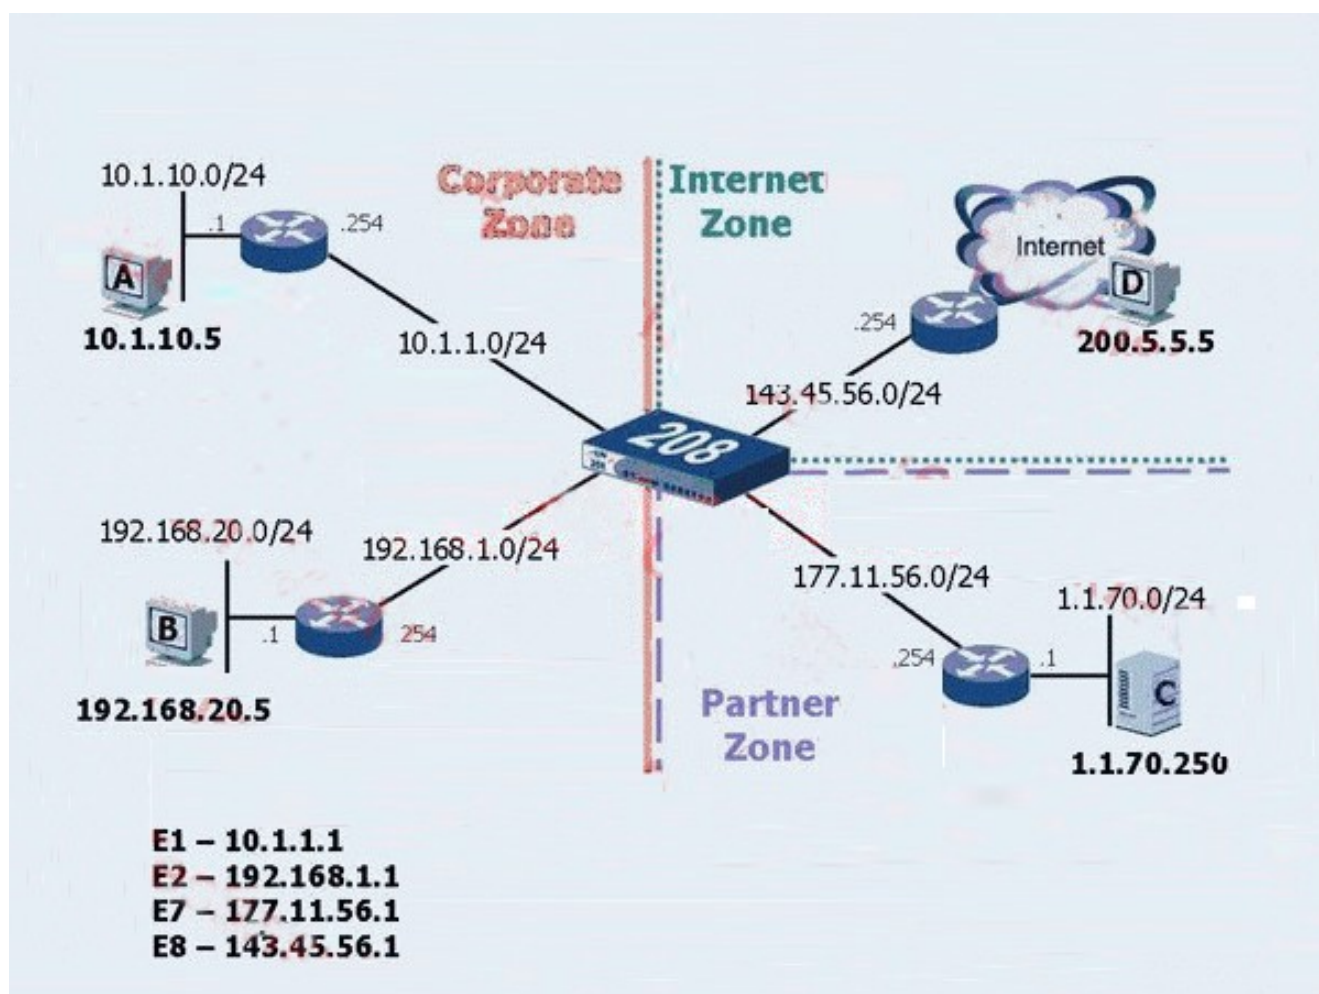 10.1.10.0/24
.1
.254
A
10.1.10.5
10.1.1.0/24
Corporate
Zone
Internet
Zone
Internet
D
.254
200.5.5.5
143.45.56.0/24
208
192.168.20.0/24
192.168.1.0/24
B
.1
254
192.168.20.5
177.11.56.0/24
1.1.70.0/24
.254
.1
C
1.1.70.250
Partner
Zone
E1 – 10.1.1.1
E2 – 192.168.1.1
E7 – 177.11.56.1
E8 – 143.45.56.1